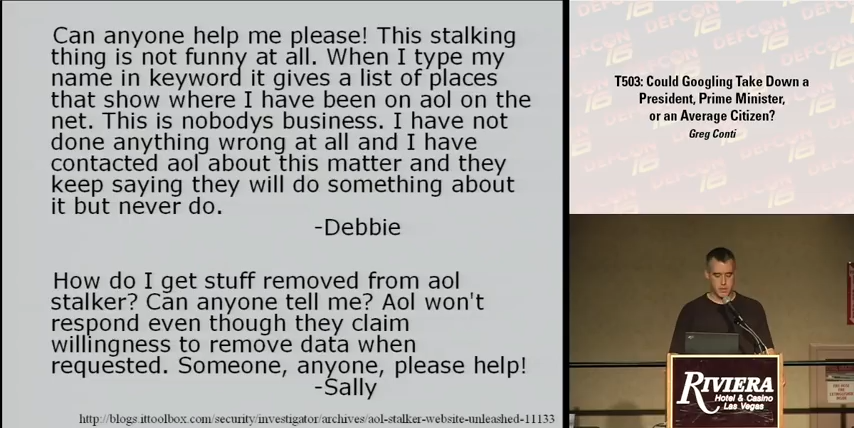 Can anyone help me please! This stalking
thing is not funny at all. When I type my
name in keyword it gives a list of places
that show where I have been on aol on the
net. This is nobodys business. I have not
done anything wrong at all and I have
contacted aol about this matter and they
keep saying they will do something about
it but never do.
-Debbie
How do I get stuff removed from aol
stalker? Can anyone tell me? Aol won't
respond even though they claim
willingness to remove data when
requested. Someone, anyone, please help!
-Sally
http://blogs.ittoolbox.com/security/investigator/archives/aol-stalker-website-unleashed-11133
DEFCON 16
T503: Could Googling Take Down a
President, Prime Minister,
or an Average Citizen?
Greg Conti
RIVIERA
Hotel & Casino
Las Vegas